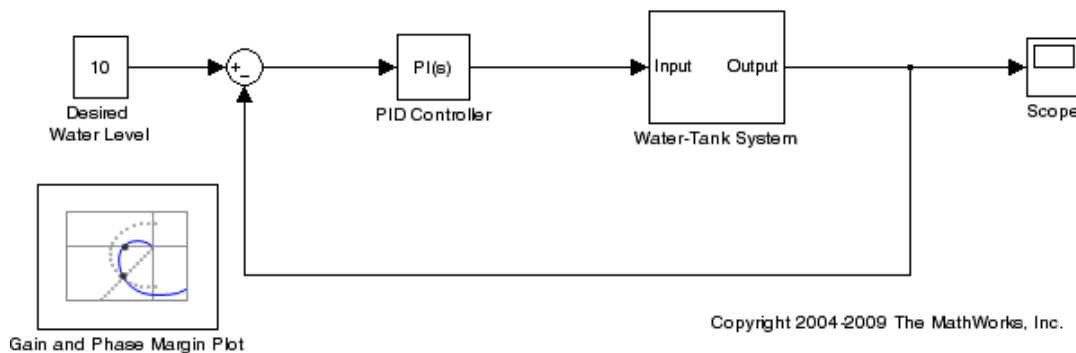 10
+
-
PI(s)
Input
Output
Desired
Water Level
PID Controller
Water-Tank System
Scope
Gain and Phase Margin Plot
Copyright 2004-2009 The MathWorks, Inc.